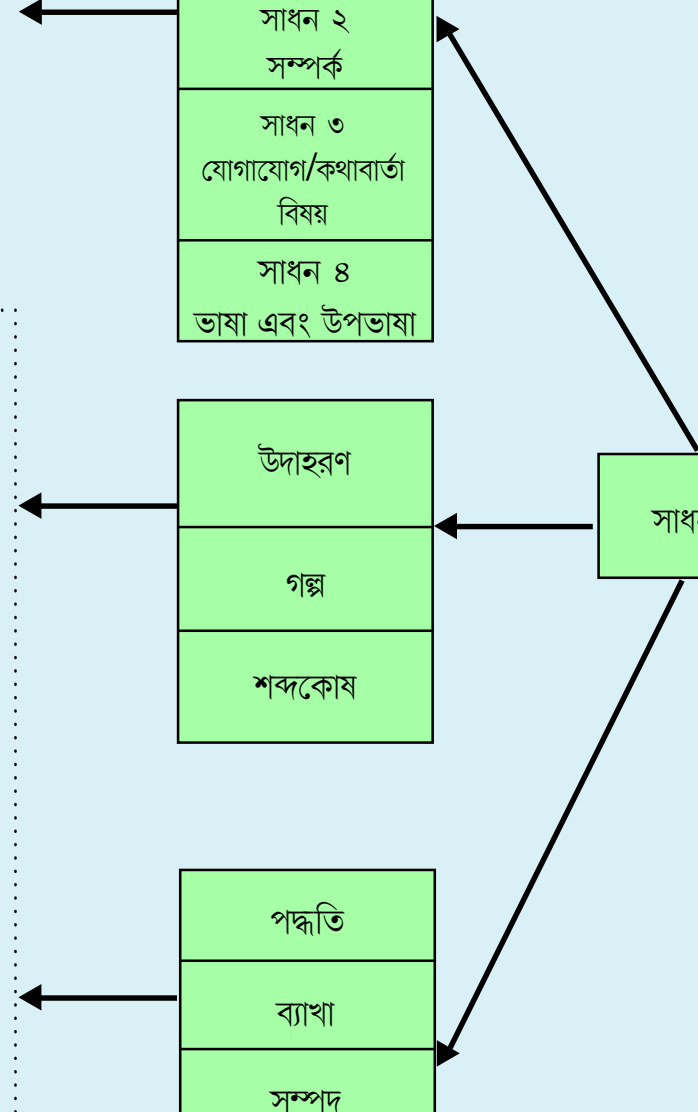 সাধন ২
সম্পর্ক
সাধন ৩
যোগাযোগ/কথাবার্তা
বিষয়
সাধন ৪
ভাষা এবং উপভাষা
উদাহরণ
গল্প
শব্দকোষ
পদ্ধতি
ব্যাখা
সম্পদ